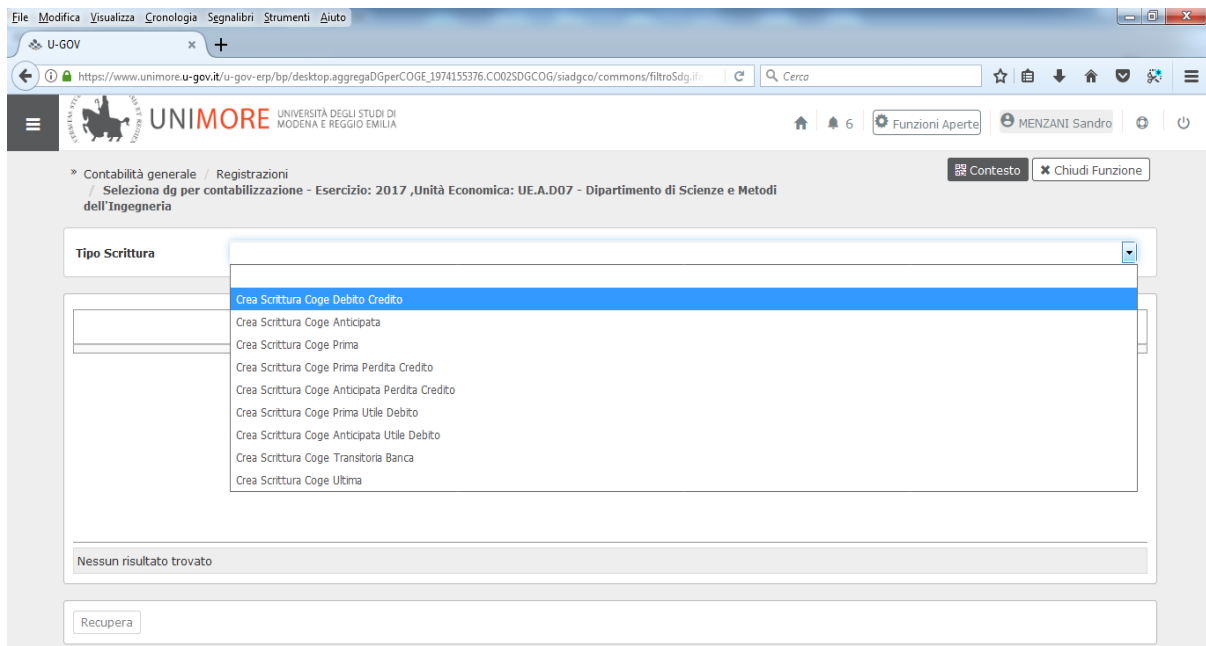 File Modifica Visualizza Cronologia Segnalibri Strumenti Aiuto
U-GOV
https://www.unimore.u-gov.it/u-gov-erp/bp/desktop.aggregaDGperCOGE_1974155376.CO02SDGCOG/siadgco/commons/filtroSdg.ifa
Cerca
UNIMORE UNIVERSITÀ DEGLI STUDI DI
MODENA E REGGIO EMILIA
6 Funzioni Aperte MENZANI Sandro
» Contabilità generale / Registrazioni
/ Seleziona dg per contabilizzazione - Esercizio: 2017 ,Unità Economica: UE.A.D07 - Dipartimento di Scienze e Metodi
dell'Ingegneria
Contesto Chiudi Funzione
Tipo Scrittura
Crea Scrittura Coge Debito Credito
Crea Scrittura Coge Anticipata
Crea Scrittura Coge Prima
Crea Scrittura Coge Prima Perdita Credito
Crea Scrittura Coge Anticipata Perdita Credito
Crea Scrittura Coge Prima Utile Debito
Crea Scrittura Coge Anticipata Utile Debito
Crea Scrittura Coge Transitoria Banca
Crea Scrittura Coge Ultima
Nessun risultato trovato
Recupera